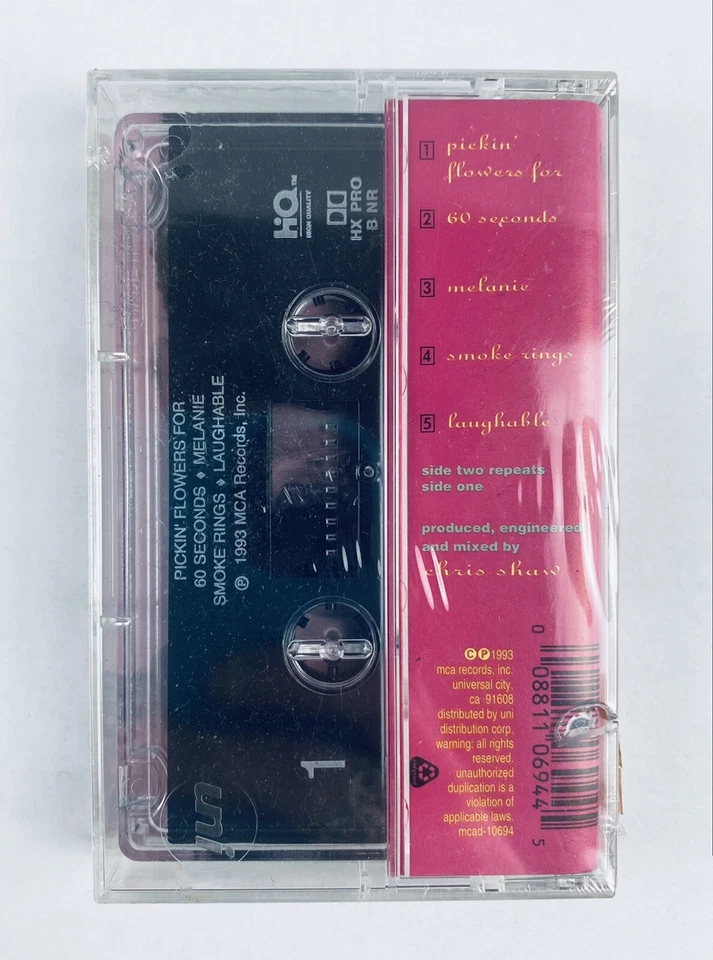 HiQ™
HIGH QUALITY
HX PRO
B NR
PICKIN' FLOWERS FOR
60 SECONDS ♦ MELANIE
SMOKE RINGS ♦ LAUGHABLE
℗ 1993 MCA Records, Inc.
1
uni
1 pickin'
flowers for
2 60 seconds
3 melanie
4 smoke rings
5 laughable
side two repeats
side one
produced, engineered
and mixed by
chris shaw
©℗1993
mca records, inc.
universal city,
ca 91608
distributed by uni
distribution corp.
warning: all rights
reserved.
unauthorized
duplication is a
violation of
applicable laws.
mcad-10694
0 08811 06944 5